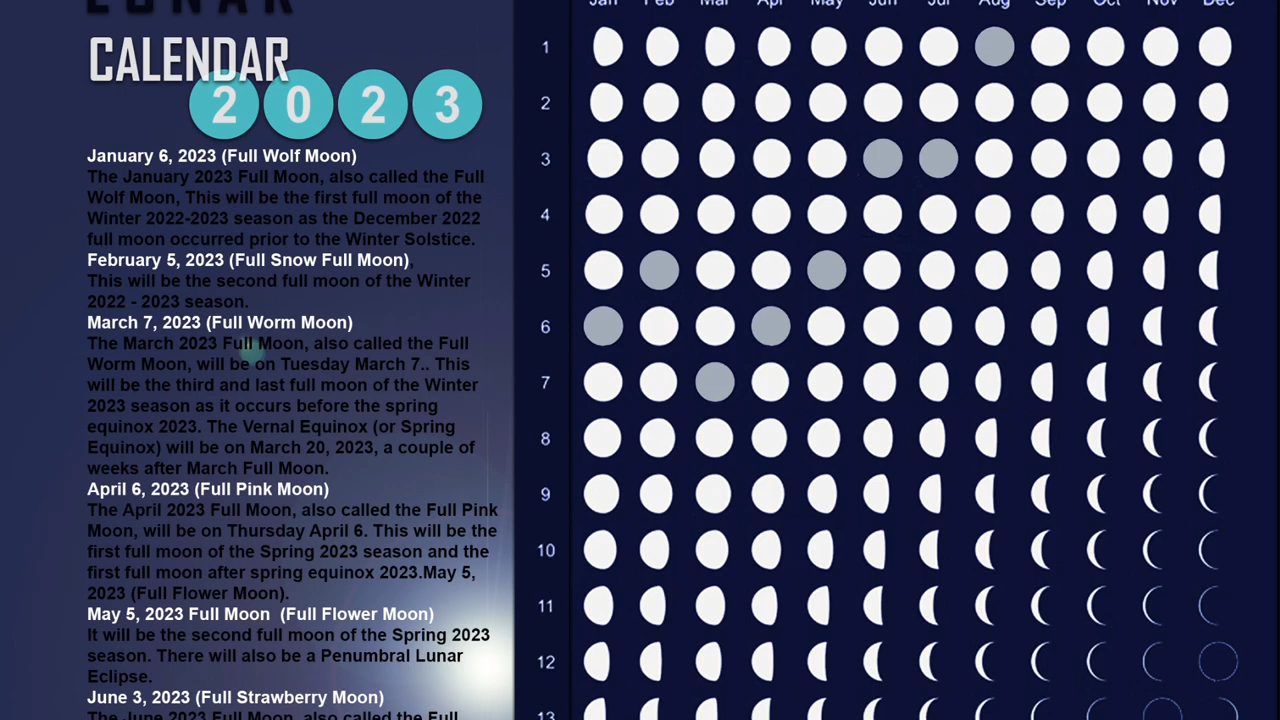 LUNAR
CALENDAR
2023
January 6, 2023 (Full Wolf Moon)
The January 2023 Full Moon, also called the Full
Wolf Moon, This will be the first full moon of the
Winter 2022-2023 season as the December 2022
full moon occurred prior to the Winter Solstice.
February 5, 2023 (Full Snow Full Moon).
This will be the second full moon of the Winter
2022 - 2023 season.
March 7, 2023 (Full Worm Moon)
The March 2023 Full Moon, also called the Full
Worm Moon, will be on Tuesday March 7.. This
will be the third and last full moon of the Winter
2023 season as it occurs before the spring
equinox 2023. The Vernal Equinox (or Spring
Equinox) will be on March 20, 2023, a couple of
weeks after March Full Moon.
April 6, 2023 (Full Pink Moon)
The April 2023 Full Moon, also called the Full Pink
Moon, will be on Thursday April 6. This will be the
first full moon of the Spring 2023 season and the
first full moon after spring equinox 2023.May 5,
2023 (Full Flower Moon).
May 5, 2023 Full Moon  (Full Flower Moon)
It will be the second full moon of the Spring 2023
season. There will also be a Penumbral Lunar
Eclipse.
June 3, 2023 (Full Strawberry Moon)
The June 2023 Full Moon, also called the Full
Jan Feb Mar Apr May Jun Jul Aug Sep Oct Nov Dec
1
2
3
4
5
6
7
8
9
10
11
12
13